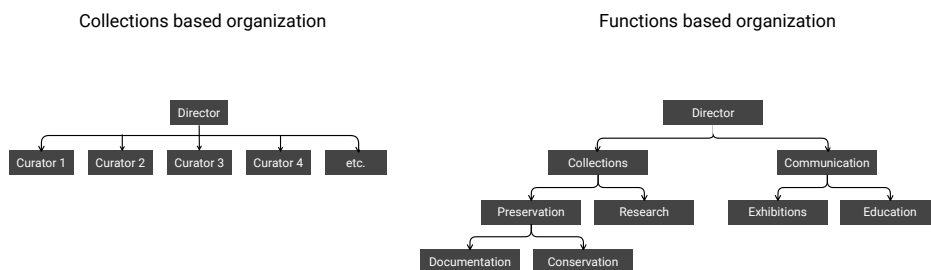 Collections based organization
Functions based organization
Director
Curator 1
Curator 2
Curator 3
Curator 4
etc.
Director
Collections
Communication
Preservation
Research
Exhibitions
Education
Documentation
Conservation